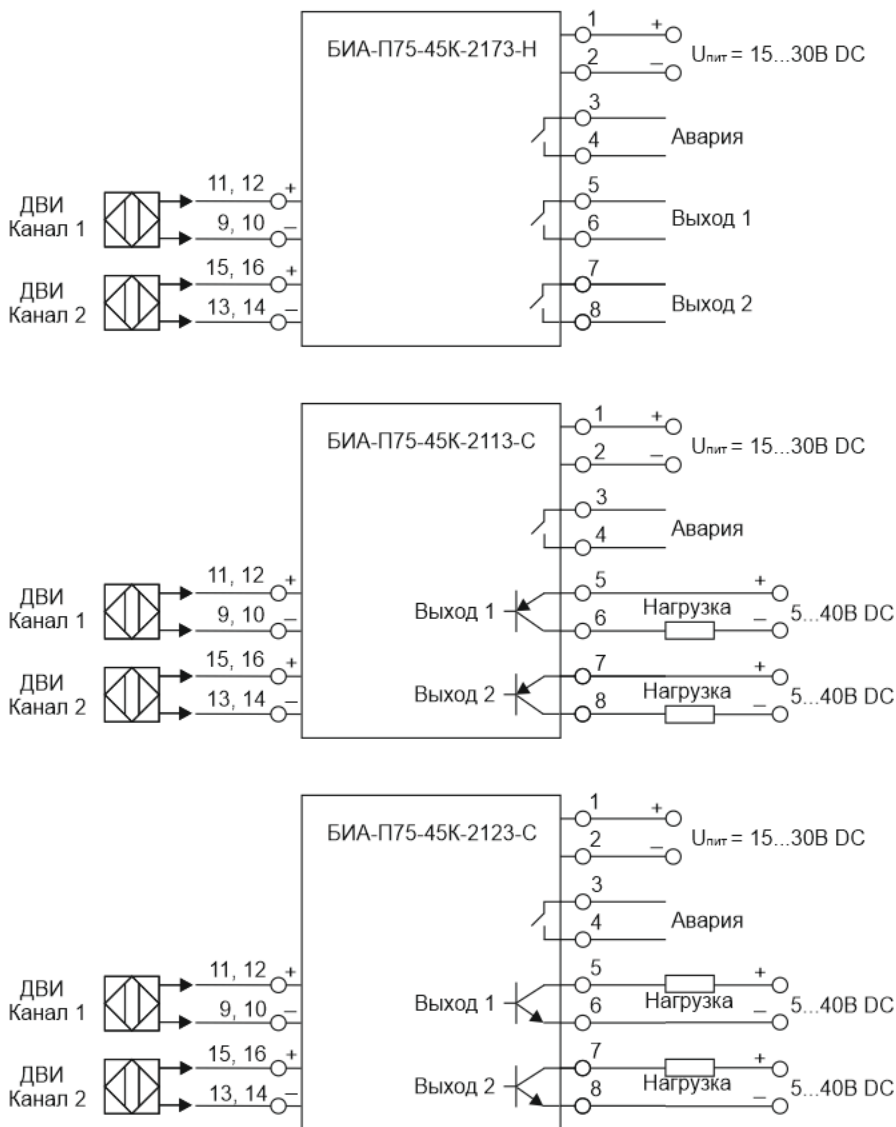 БИА-П75-45К-2173-Н
1
+
2
–
Uпит = 15...30В DC
3
4
Авария
ДВИ
Канал 1
11, 12
+
9, 10
–
5
6
Выход 1
ДВИ
Канал 2
15, 16
+
13, 14
–
7
8
Выход 2
БИА-П75-45К-2113-С
1
+
2
–
Uпит = 15...30В DC
3
4
Авария
ДВИ
Канал 1
11, 12
+
9, 10
–
Выход 1
5
+
6
Нагрузка
–
5...40В DC
ДВИ
Канал 2
15, 16
+
13, 14
–
Выход 2
7
+
8
Нагрузка
–
5...40В DC
БИА-П75-45К-2123-С
1
+
2
–
Uпит = 15...30В DC
3
4
Авария
ДВИ
Канал 1
11, 12
+
9, 10
–
Выход 1
5
+
6
Нагрузка
–
5...40В DC
ДВИ
Канал 2
15, 16
+
13, 14
–
Выход 2
7
+
8
Нагрузка
–
5...40В DC